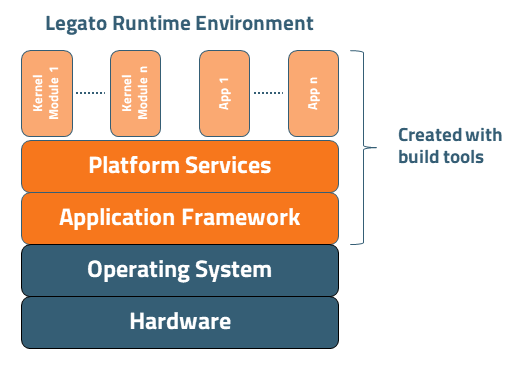 Legato Runtime Environment
Kernel
Module 1
Kernel
Module n
App 1
App n
Created with
build tools
Platform Services
Application Framework
Operating System
Hardware